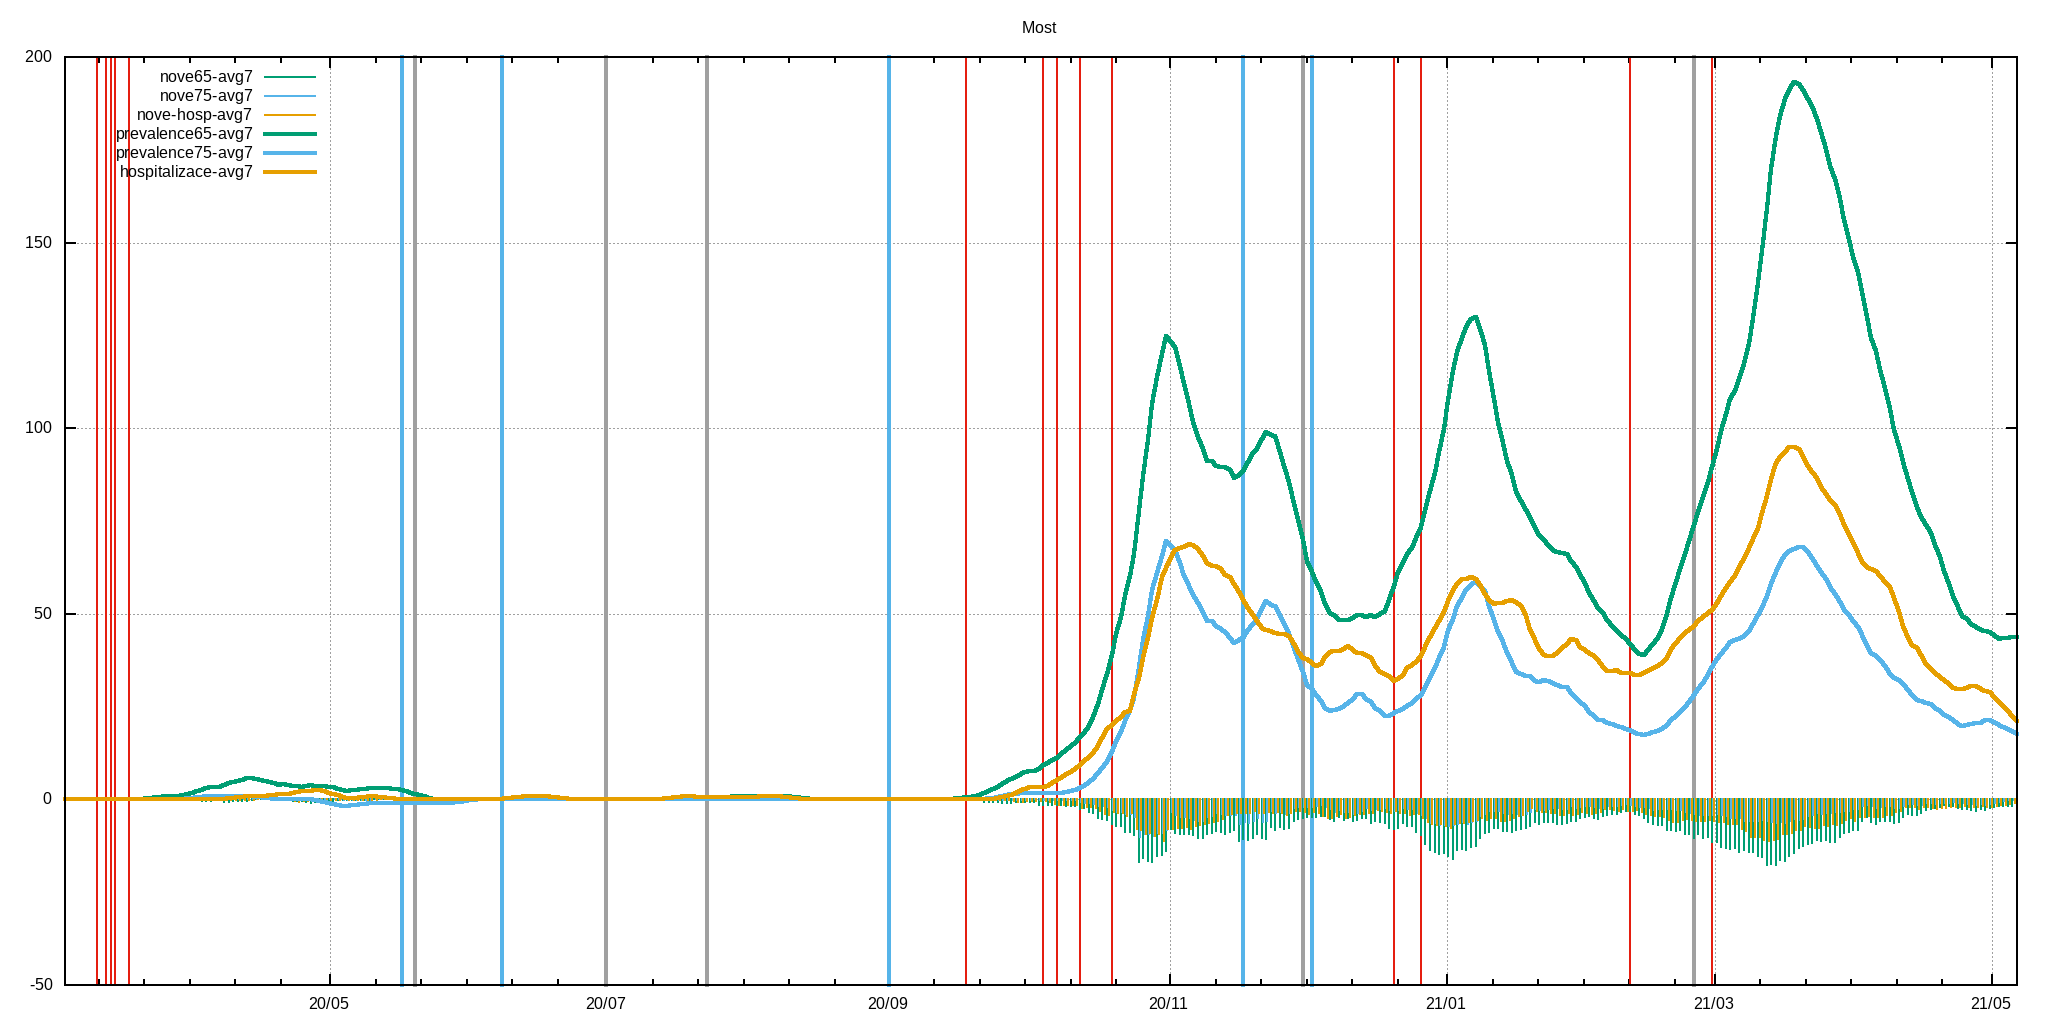 Most
nove65-avg7
nove75-avg7
nove-hosp-avg7
prevalence65-avg7
prevalence75-avg7
hospitalizace-avg7
200
150
100
50
0
-50
20/05 20/07 20/09 20/11 21/01 21/03 21/05